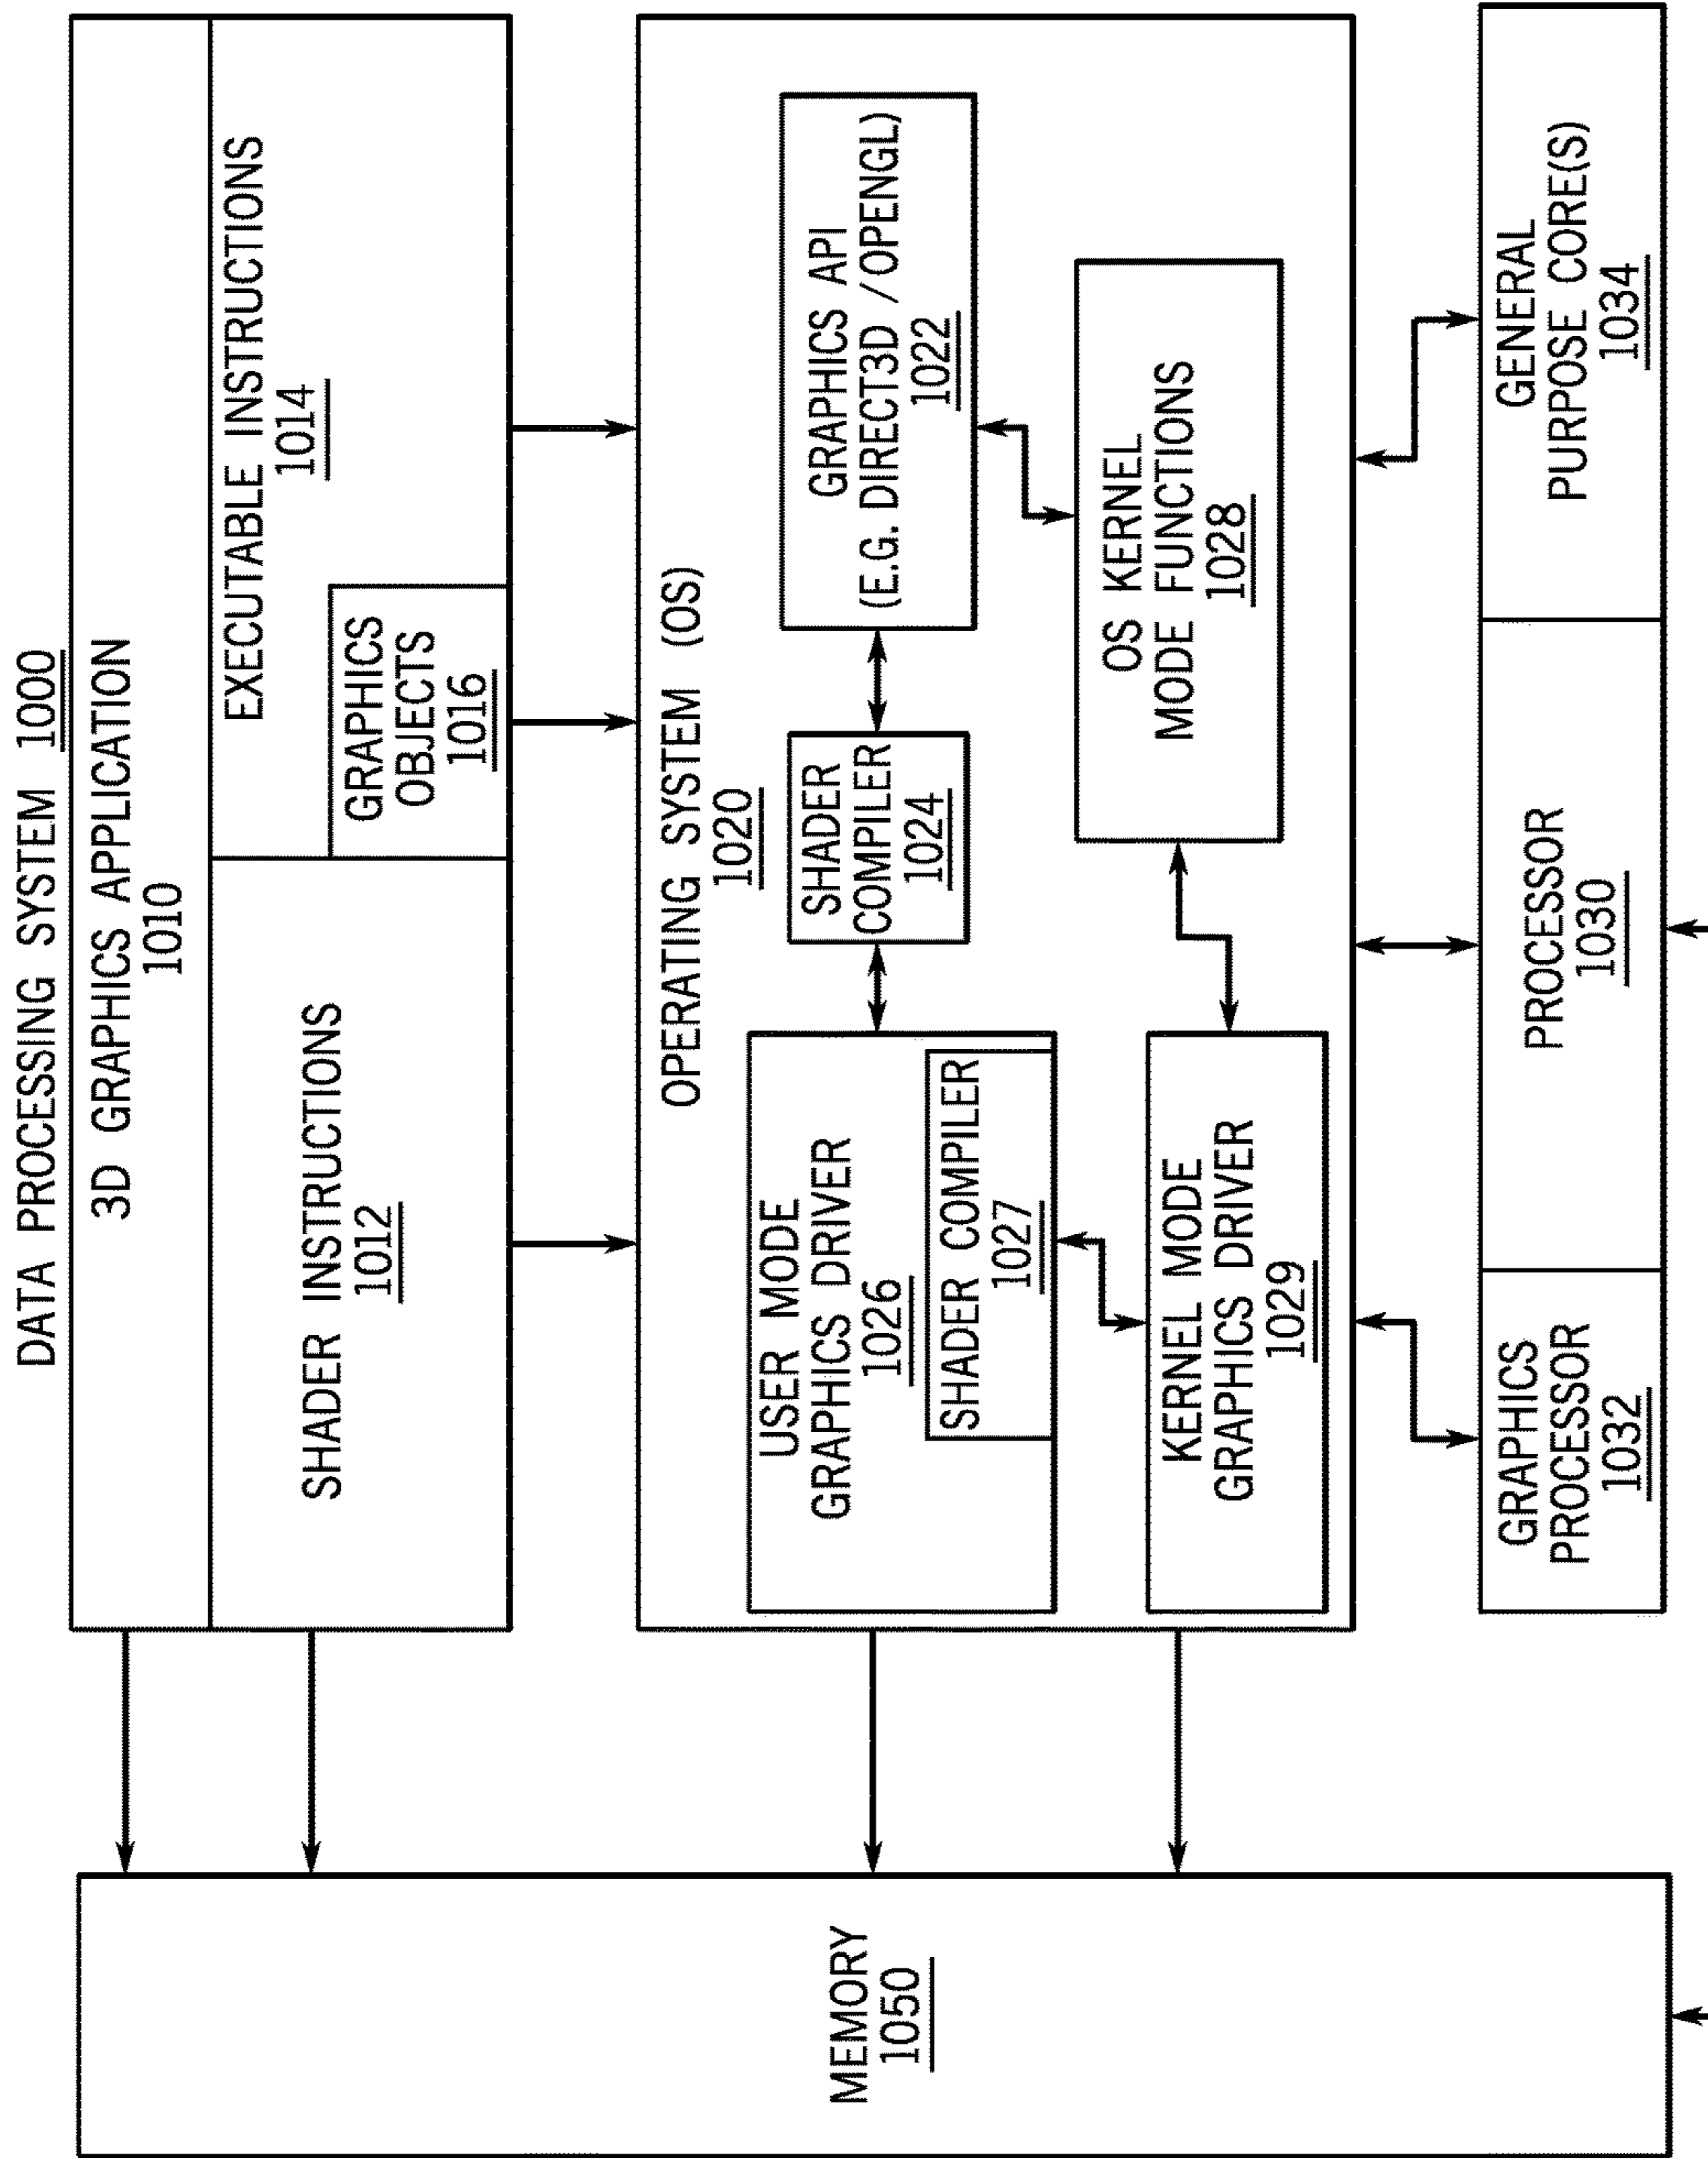 DATA PROCESSING SYSTEM 1000
3D GRAPHICS APPLICATION
1010
SHADER INSTRUCTIONS
1012
EXECUTABLE INSTRUCTIONS
1014
GRAPHICS
OBJECTS
1016
OPERATING SYSTEM (OS)
1020
USER MODE
GRAPHICS DRIVER
1026
SHADER COMPILER
1027
SHADER
COMPILER
1024
GRAPHICS API
(E.G. DIRECT3D /OPENGL)
1022
KERNEL MODE
GRAPHICS DRIVER
1029
OS KERNEL
MODE FUNCTIONS
1028
GRAPHICS
PROCESSOR
1032
PROCESSOR
1030
GENERAL
PURPOSE CORE(S)
1034
MEMORY
1050